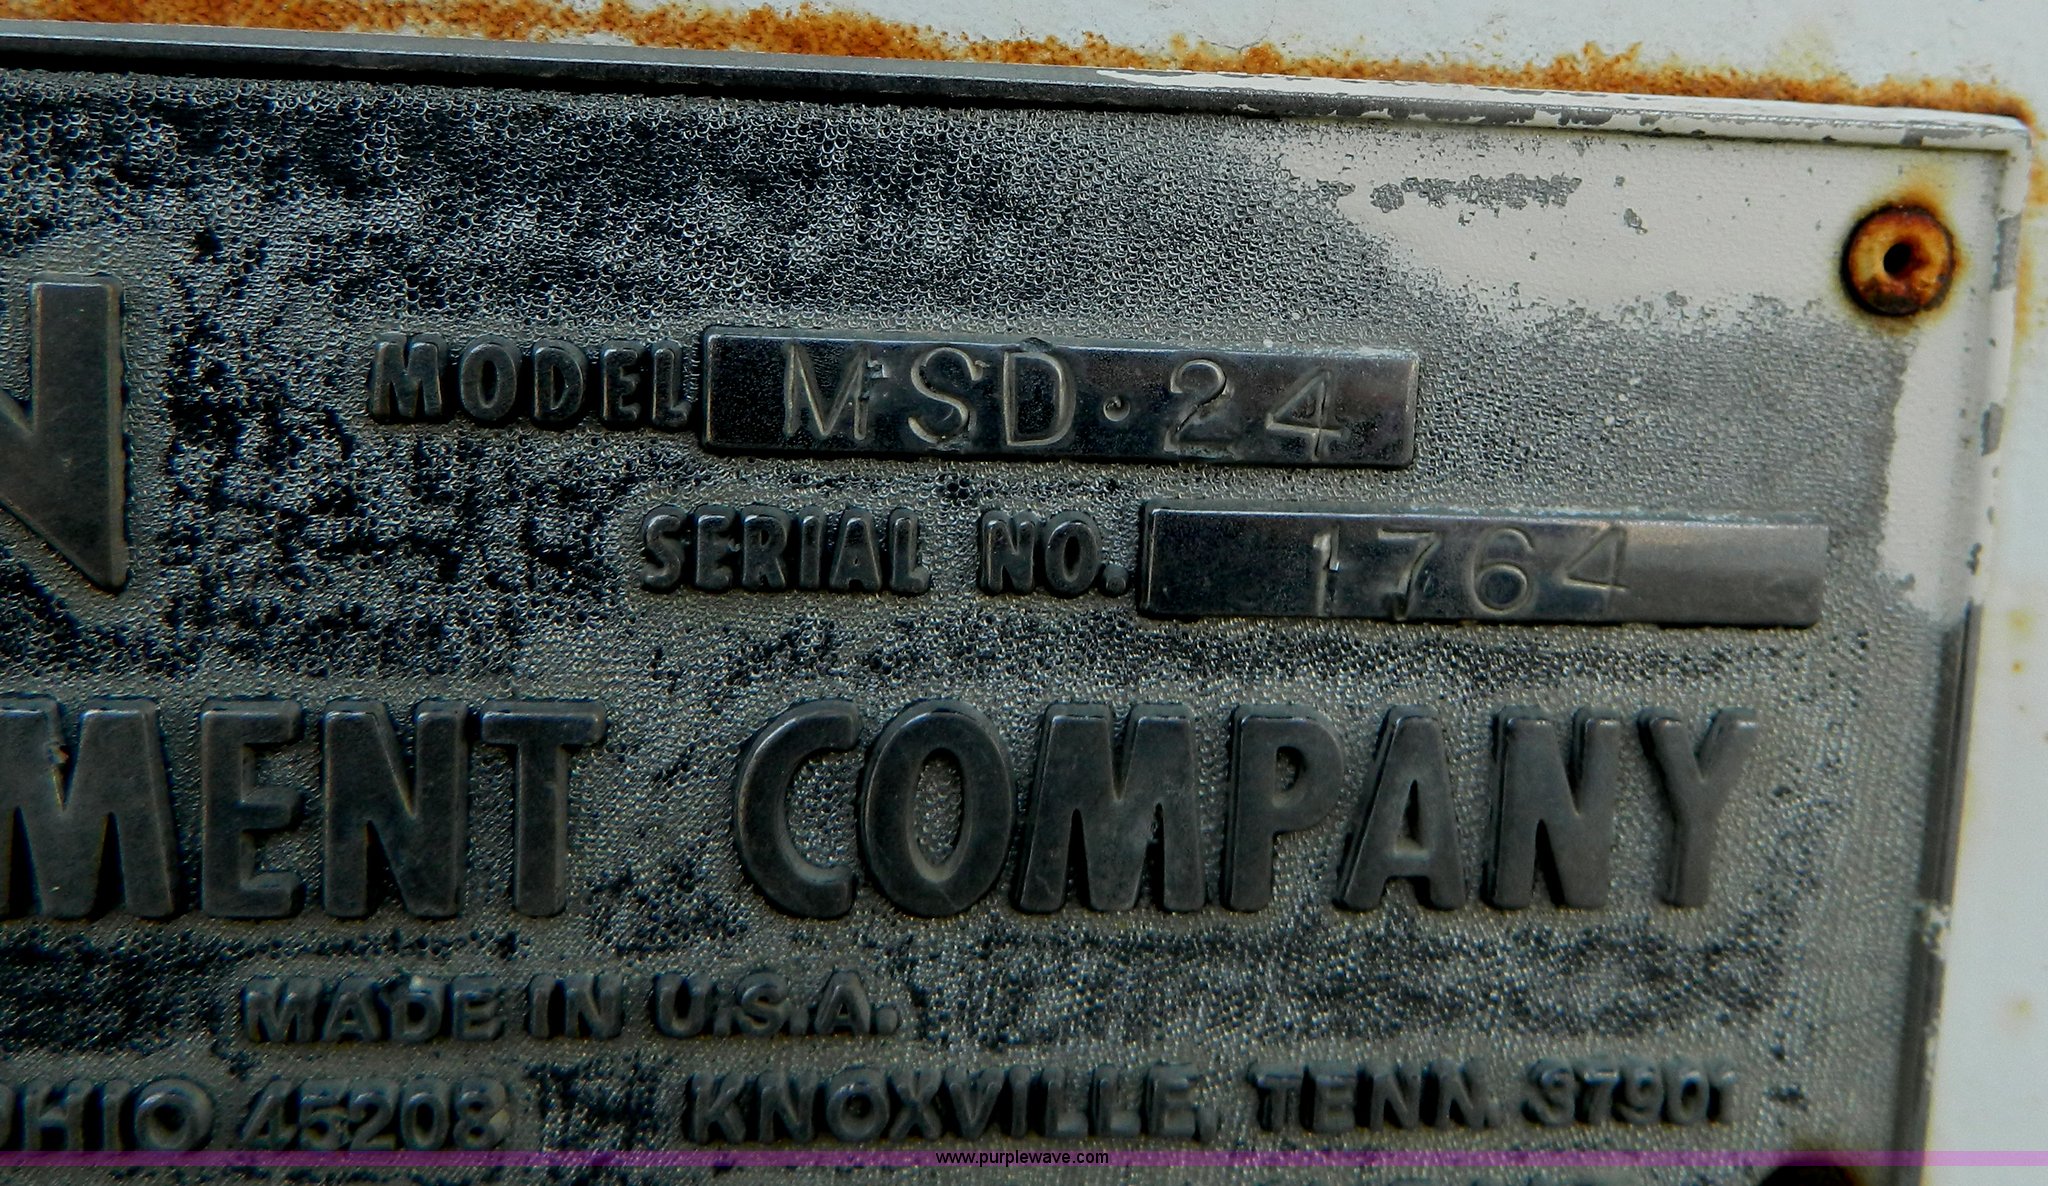 N
MODEL MSD·24
SERIAL NO. 1764
MENT COMPANY
MADE IN U.S.A.
OHIO 45208 KNOXVILLE, TENN. 37901
www.purplewave.com